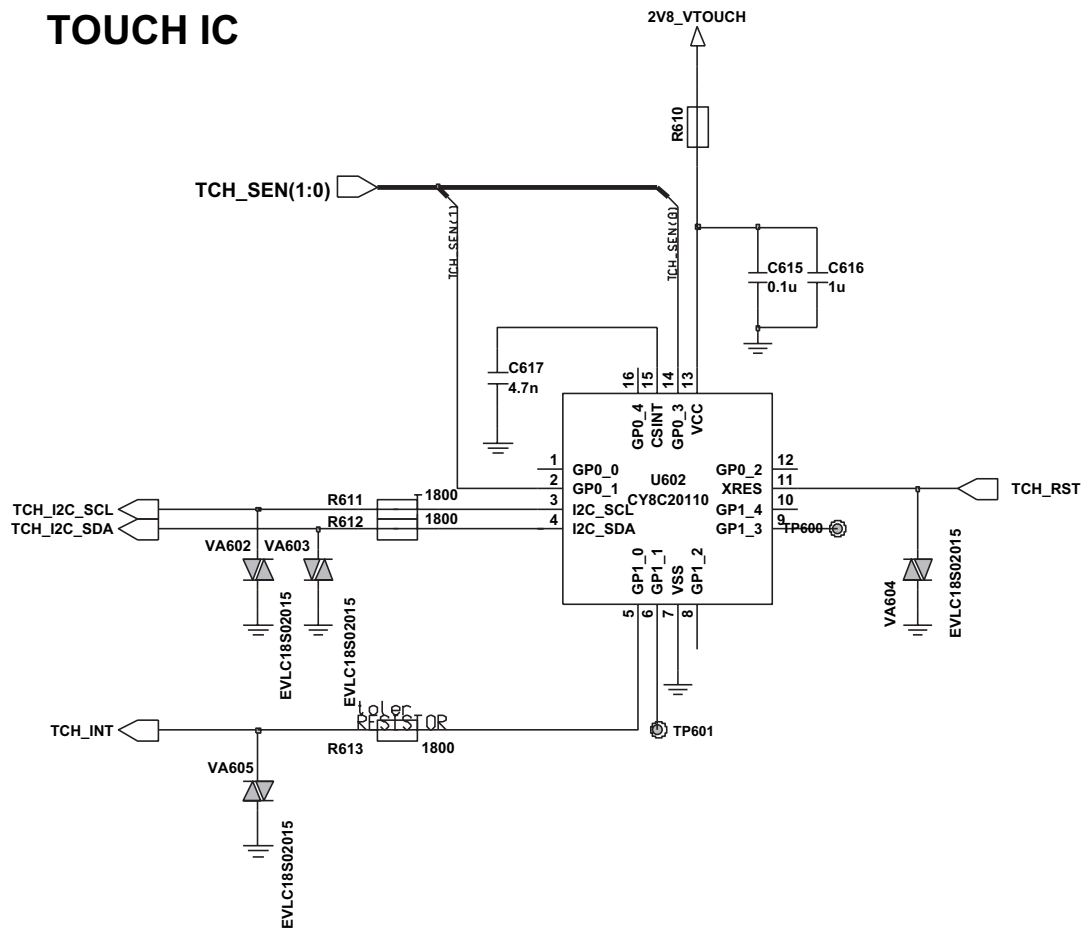 TOUCH IC
2V8_VTOUCH
R610
TCH_SEN(1:0)
TCH_SEN(1)
TCH_SEN(0)
C615
0.1u
C616
1u
C617
4.7n
16
15
14
13
GP0_4
CSINT
GP0_3
VCC
1
GP0_0
2
GP0_1
3
I2C_SCL
4
I2C_SDA
U602
CY8C20110
GP0_2
12
XRES
11
GP1_4
10
GP1_3
9
TP600
TCH_RST
TCH_I2C_SCL
TCH_I2C_SDA
R611
1800
R612
1800
VA602
VA603
EVLC18S02015
EVLC18S02015
GP1_0
GP1_1
VSS
GP1_2
5
6
7
8
VA604
EVLC18S02015
TCH_INT
toler
RESISTOR
R613
1800
TP601
VA605
EVLC18S02015